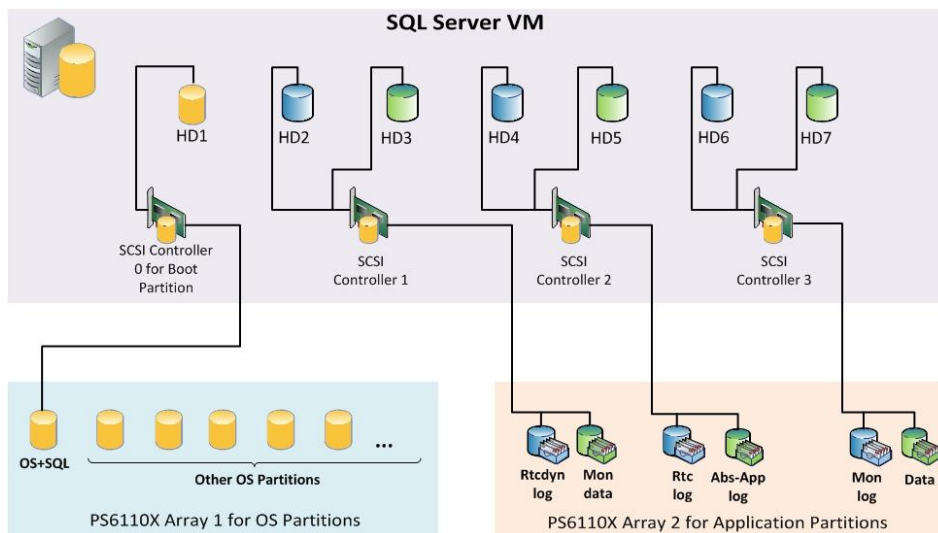 SQL Server VM
HD1
HD2
HD3
HD4
HD5
HD6
HD7
SCSI Controller
0 for Boot
Partition
SCSI
Controller 1
SCSI
Controller 2
SCSI
Controller 3
OS+SQL
...
Other OS Partitions
PS6110X Array 1 for OS Partitions
Rtcdyn
log
Mon
data
Rtc
log
Abs-App
log
Mon
log
Data
PS6110X Array 2 for Application Partitions